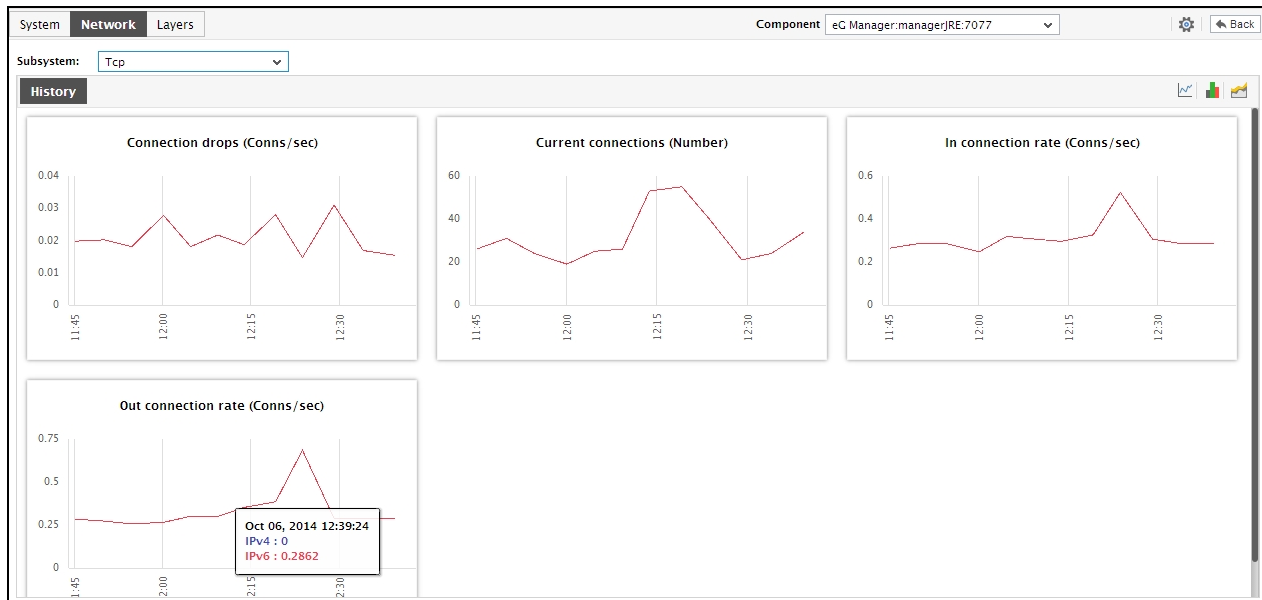 System Network Layers Component eG Manager:managerJRE:7077 Back
Subsystem: Tcp
History
Connection drops (Conns/sec)
0.04
0.03
0.02
0.01
0
11:45 12:00 12:15 12:30
Current connections (Number)
60
40
20
0
11:45 12:00 12:15 12:30
In connection rate (Conns/sec)
0.6
0.4
0.2
0
11:45 12:00 12:15 12:30
Out connection rate (Conns/sec)
0.75
0.5
0.25
0
:45 2:00 2:15 2:30
Oct 06, 2014 12:39:24
IPv4 : 0
IPv6 : 0.2862